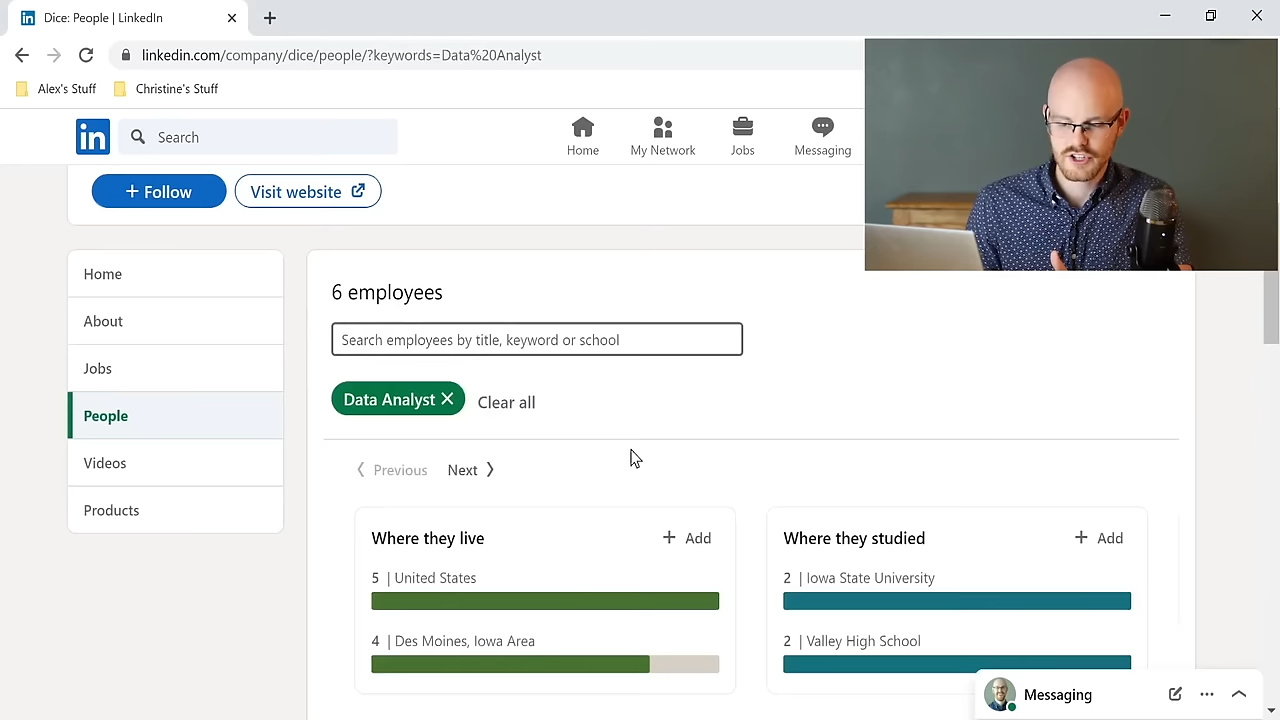 Dice: People | LinkedIn
linkedin.com/company/dice/people/?keywords=Data%20Analyst
Alex's Stuff
Christine's Stuff
in
Search
Home
My Network
Jobs
Messaging
+ Follow
Visit website
Home
About
Jobs
People
Videos
Products
6 employees
Search employees by title, keyword or school
Data Analyst
Clear all
Previous
Next
Where they live
+ Add
5 | United States
4 | Des Moines, Iowa Area
Where they studied
+ Add
2 | Iowa State University
2 | Valley High School
Messaging